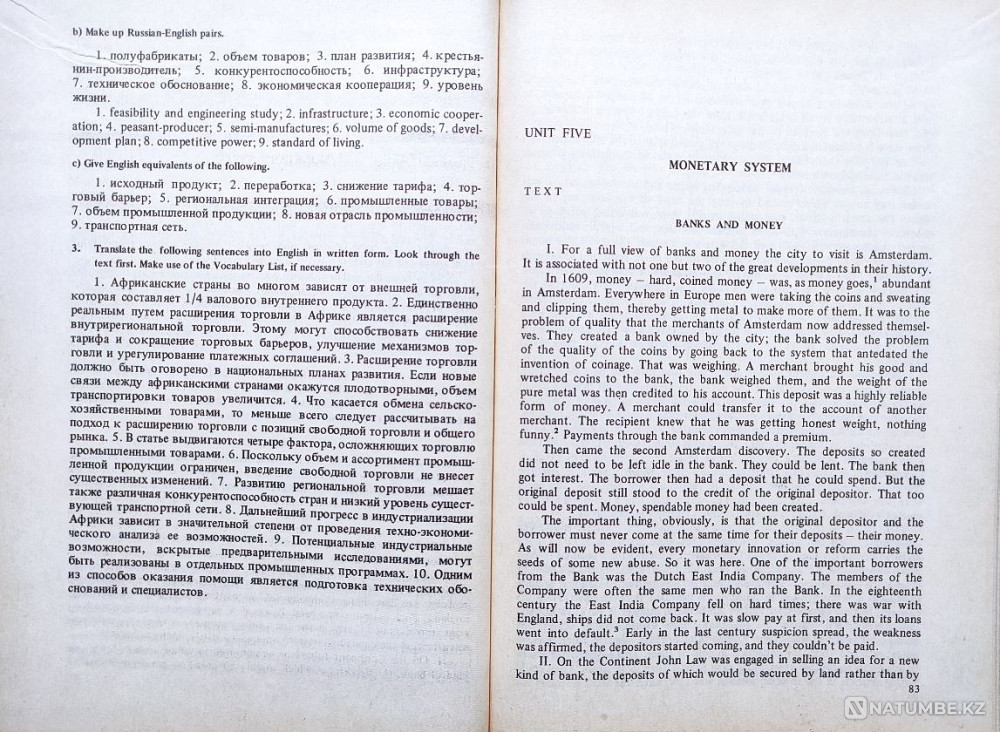 b) Make up Russian-English pairs.
1. полуфабрикаты; 2. объем товаров; 3. план развития; 4. крестья-
нин-производитель; 5. конкурентоспособность; 6. инфраструктура;
7. техническое обоснование; 8. экономическая кооперация; 9. уровень
жизни.
1. feasibility and engineering study; 2. infrastructure; 3. economic cooper-
ation; 4. peasant-producer; 5. semi-manufactures; 6. volume of goods; 7. devel-
opment plan; 8. competitive power; 9. standard of living.
c) Give English equivalents of the following.
1. исходный продукт; 2. переработка; 3. снижение тарифа; 4. тор-
говый барьер; 5. региональная интеграция; 6. промышленные товары;
7. объем промышленной продукции; 8. новая отрасль промышленности;
9. транспортная сеть.
3. Translate the following sentences into English in written form. Look through the
text first. Make use of the Vocabulary List, if necessary.
1. Африканские страны во многом зависят от внешней торговли,
которая составляет 1/4 валового внутреннего продукта. 2. Единственно
реальным путем расширения торговли в Африке является расширение
внутрирегиональной торговли. Этому могут способствовать снижение
тарифа и сокращение торговых барьеров, улучшение механизмов тор-
говли и урегулирование платежных соглашений. 3. Расширение торговли
должно быть оговорено в национальных планах развития. Если новые
связи между африканскими странами окажутся плодотворными, объем
транспортировки товаров увеличится. 4. Что касается обмена сельско-
хозяйственными товарами, то меньше всего следует рассчитывать на
подход к расширению торговли с позиций свободной торговли и общего
рынка. 5. В статье выдвигаются четыре фактора, осложняющих торговлю
промышленными товарами. 6. Поскольку объем и ассортимент промыш-
ленной продукции ограничен, введение свободной торговли не внесет
существенных изменений. 7. Развитию региональной торговли мешает
также различная конкурентоспособность стран и низкий уровень сущест-
вующей транспортной сети. 8. Дальнейший прогресс в индустриализации
Африки зависит в значительной степени от проведения технo-экономи-
ческого анализа ее возможностей. 9. Потенциальные индустриальные
возможности, вскрытые предварительными исследованиями, могут
быть реализованы в отдельных промышленных программах. 10. Одним
из способов оказания помощи является подготовка технических обо-
снований и специалистов.
UNIT FIVE
MONETARY SYSTEM
TEXT
BANKS AND MONEY
I. For a full view of banks and money the city to visit is Amsterdam.
It is associated with not one but two of the great developments in their history.
In 1609, money – hard, coined money – was, as money goes,¹ abundant
in Amsterdam. Everywhere in Europe men were taking the coins and sweating
and clipping them, thereby getting metal to make more of them. It was to the
problem of quality that the merchants of Amsterdam now addressed themsel-
ves. They created a bank owned by the city; the bank solved the problem
of the quality of the coins by going back to the system that antedated the
invention of coinage. That was weighing. A merchant brought his good and
wretched coins to the bank, the bank weighed them, and the weight of the
pure metal was then credited to his account. This deposit was a highly reliable
form of money. A merchant could transfer it to the account of another
merchant. The recipient knew that he was getting honest weight, nothing
funny.² Payments through the bank commanded a premium.
Then came the second Amsterdam discovery. The deposits so created
did not need to be left idle in the bank. They could be lent. The bank then
got interest. The borrower then had a deposit that he could spend. But the
original deposit still stood to the credit of the original depositor. That too
could be spent. Money, spendable money had been created.
The important thing, obviously, is that the original depositor and the
borrower must never come at the same time for their deposits – their money.
As will now be evident, every monetary innovation or reform carries the
seeds of some new abuse. So it was here. One of the important borrowers
from the Bank was the Dutch East India Company. The members of the
Company were often the same men who ran the Bank. In the eighteenth
century the East India Company fell on hard times; there was war with
England, ships did not come back. It was slow pay at first, and then its loans
went into default.³ Early in the last century suspicion spread, the weakness
was affirmed, the depositors started coming, and they couldn't be paid.
II. On the Continent John Law was engaged in selling an idea for a new
kind of bank, the deposits of which would be secured by land rather than by
83
NATUMBE.KZ